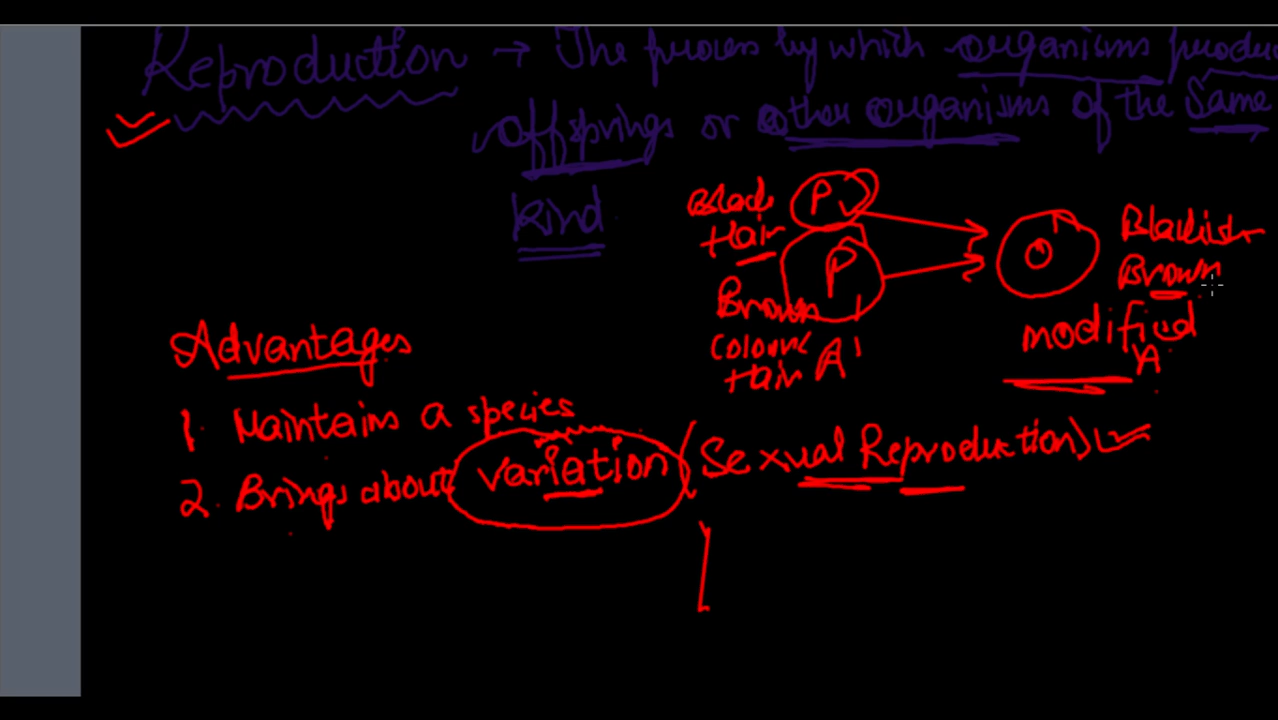 Reproduction → The process by which organisms produc
offsprings or other organisms of the same
kind
Black
Hair
P
P
Brown
colour
Hair A
O
Blackish
Brown
modified
A
Advantages
1. Maintains a species
2. Brings about variation (Sexual Reproduction)